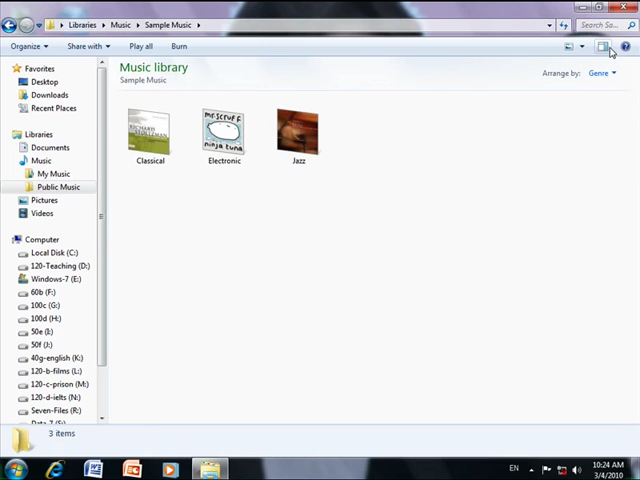 Libraries ▸ Music ▸ Sample Music ▸
Search Sa...
Organize Share with Play all Burn
Music library
Sample Music
Arrange by: Genre
Favorites
Desktop
Downloads
Recent Places
Libraries
Documents
Music
My Music
Public Music
Pictures
Videos
Computer
Local Disk (C:)
120-Teaching (D:)
Windows-7 (E:)
60b (F:)
100c (G:)
100d (H:)
50e (I:)
50f (J:)
40g-english (K:)
120-b-films (L:)
120-c-prison (M:)
120-d-ielts (N:)
Seven-Files (R:)
RICHARD
STOLTZMAN
mr.scruff
ninja tuna
Classical Electronic Jazz
3 items
EN
10:24 AM
3/4/2010